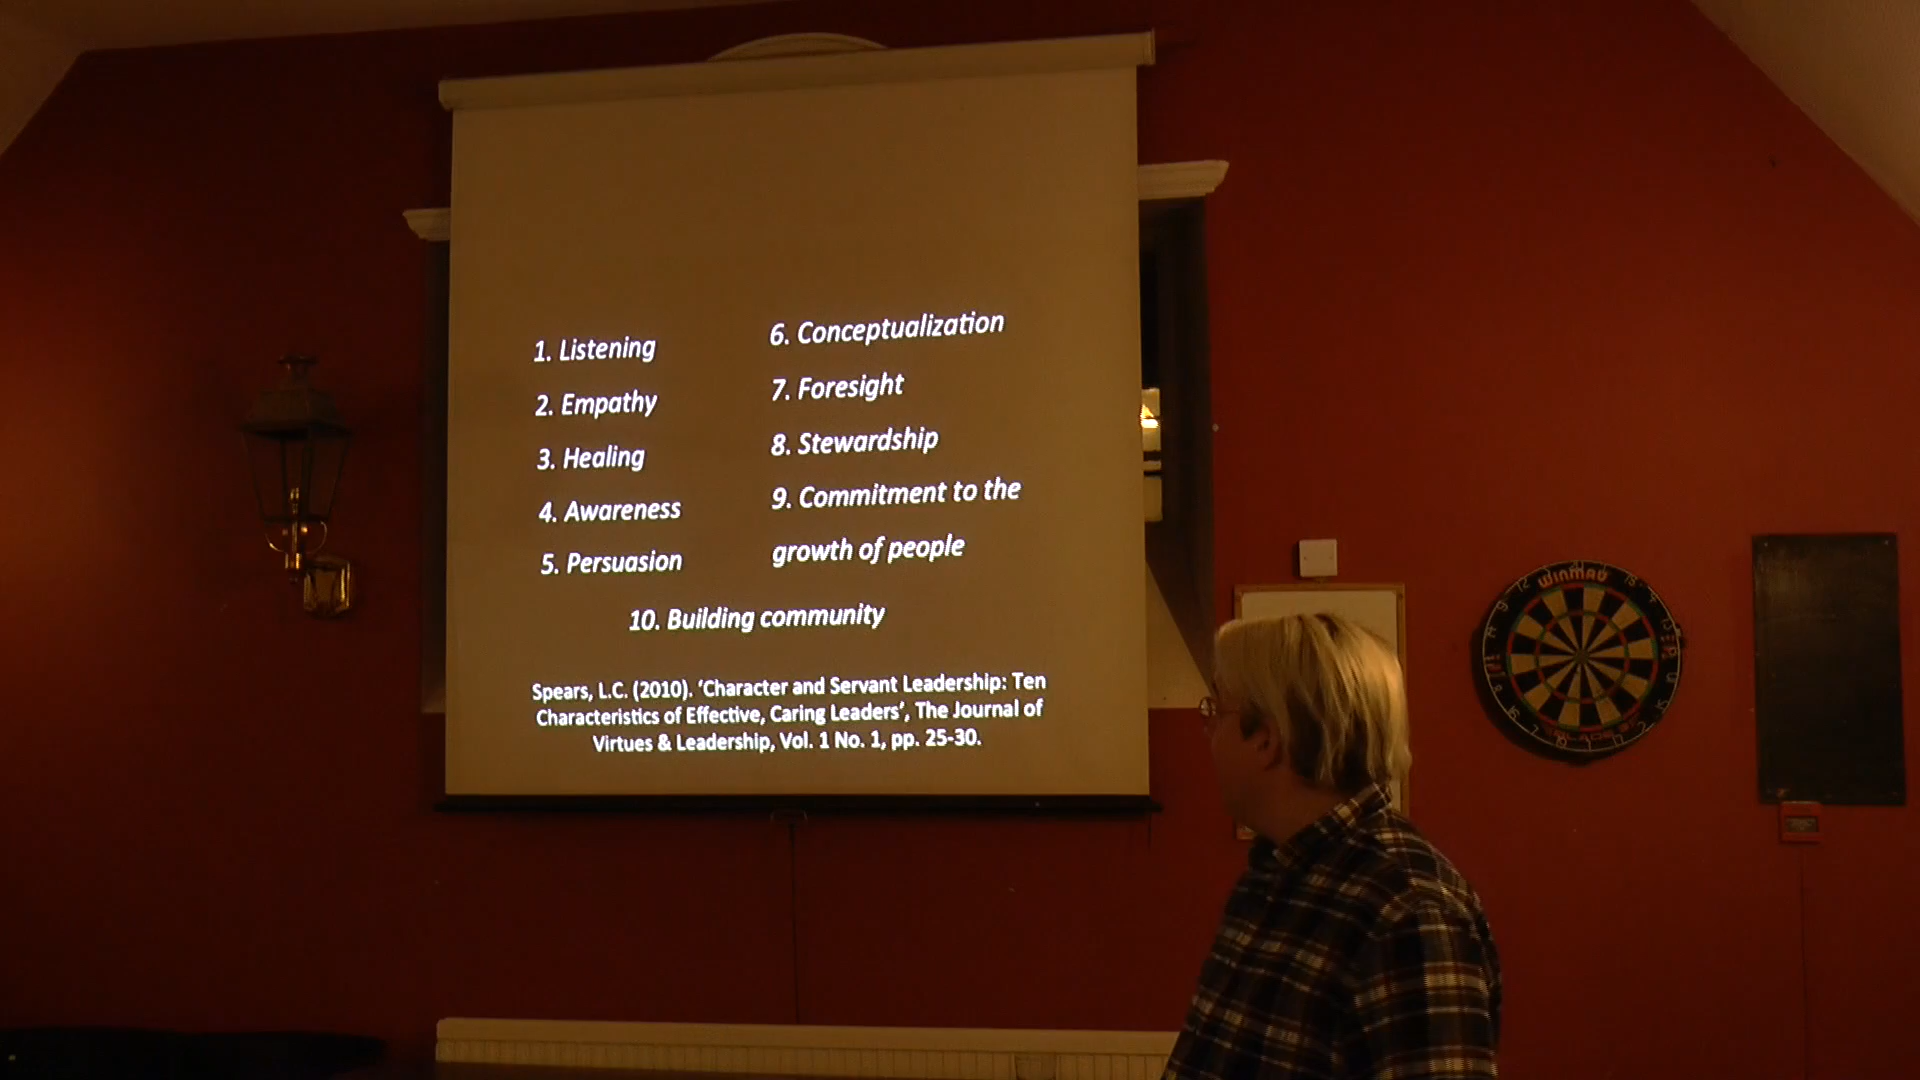 1. Listening
2. Empathy
3. Healing
4. Awareness
5. Persuasion
6. Conceptualization
7. Foresight
8. Stewardship
9. Commitment to the
growth of people
10. Building community
Spears, L.C. (2010). ‘Character and Servant Leadership: Ten
Characteristics of Effective, Caring Leaders’, The Journal of
Virtues & Leadership, Vol. 1 No. 1, pp. 25-30.
WINMAU